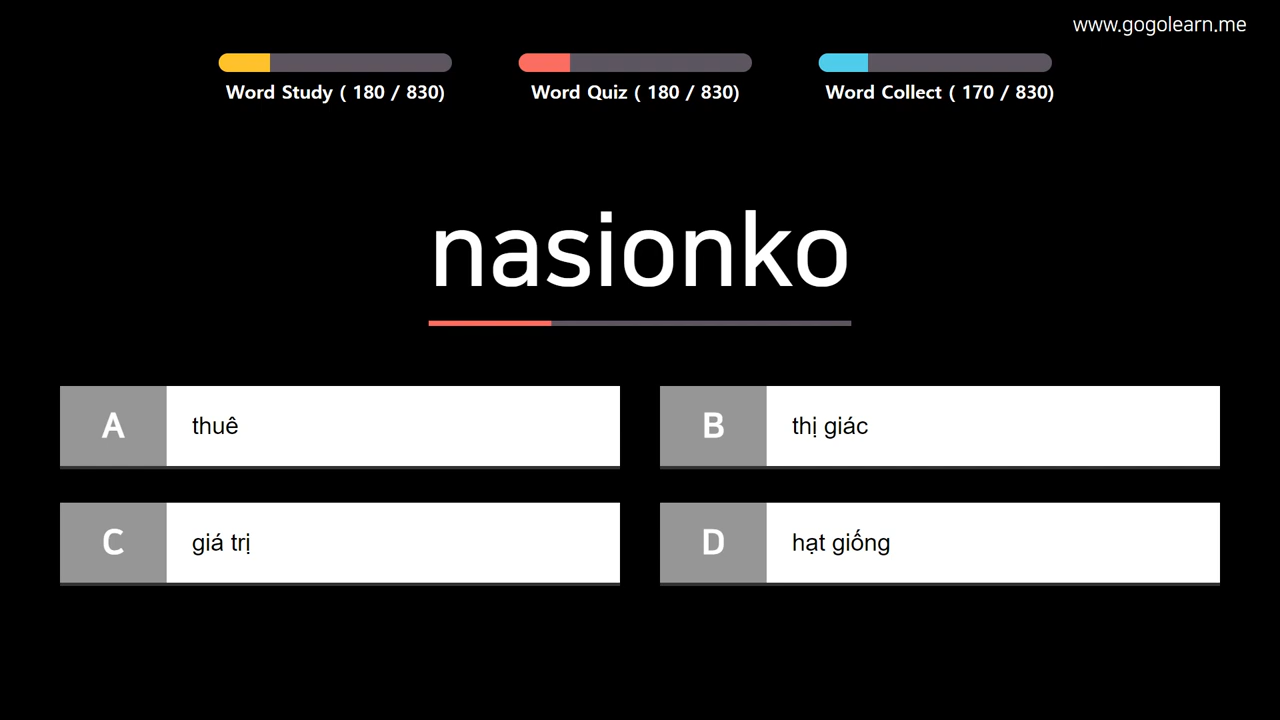 www.gogolearn.me
Word Study ( 180 / 830)
Word Quiz ( 180 / 830)
Word Collect ( 170 / 830)
nasionko
A
thuê
B
thị giác
C
giá trị
D
hạt giống